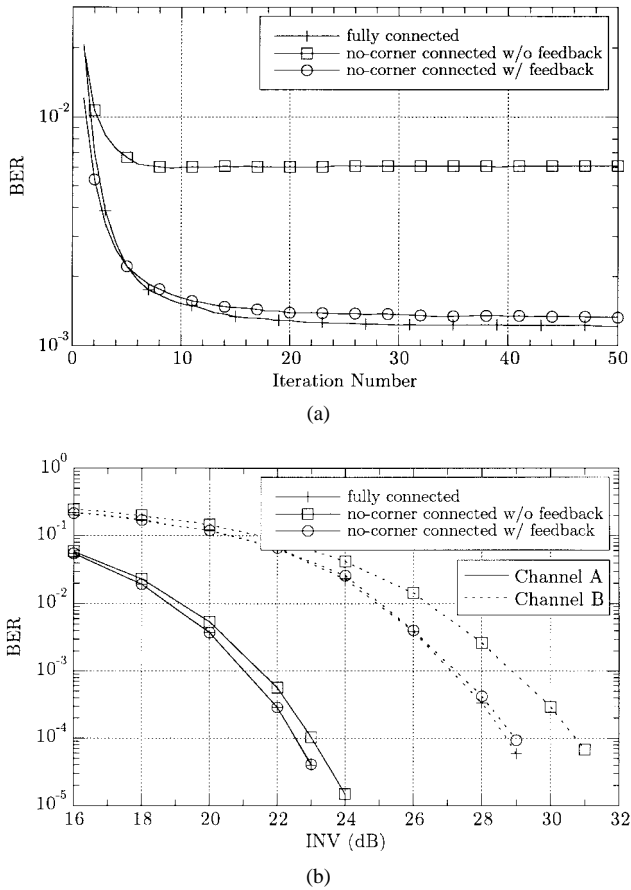 fully connected
no-corner connected w/o feedback
no-corner connected w/ feedback
10^-2
BER
10^-3
0 10 20 30 40 50
Iteration Number
(a)
10^0
fully connected
no-corner connected w/o feedback
no-corner connected w/ feedback
10^-1
Channel A
Channel B
10^-2
BER
10^-3
10^-4
10^-5
16 18 20 22 24 26 28 30 32
INV (dB)
(b)